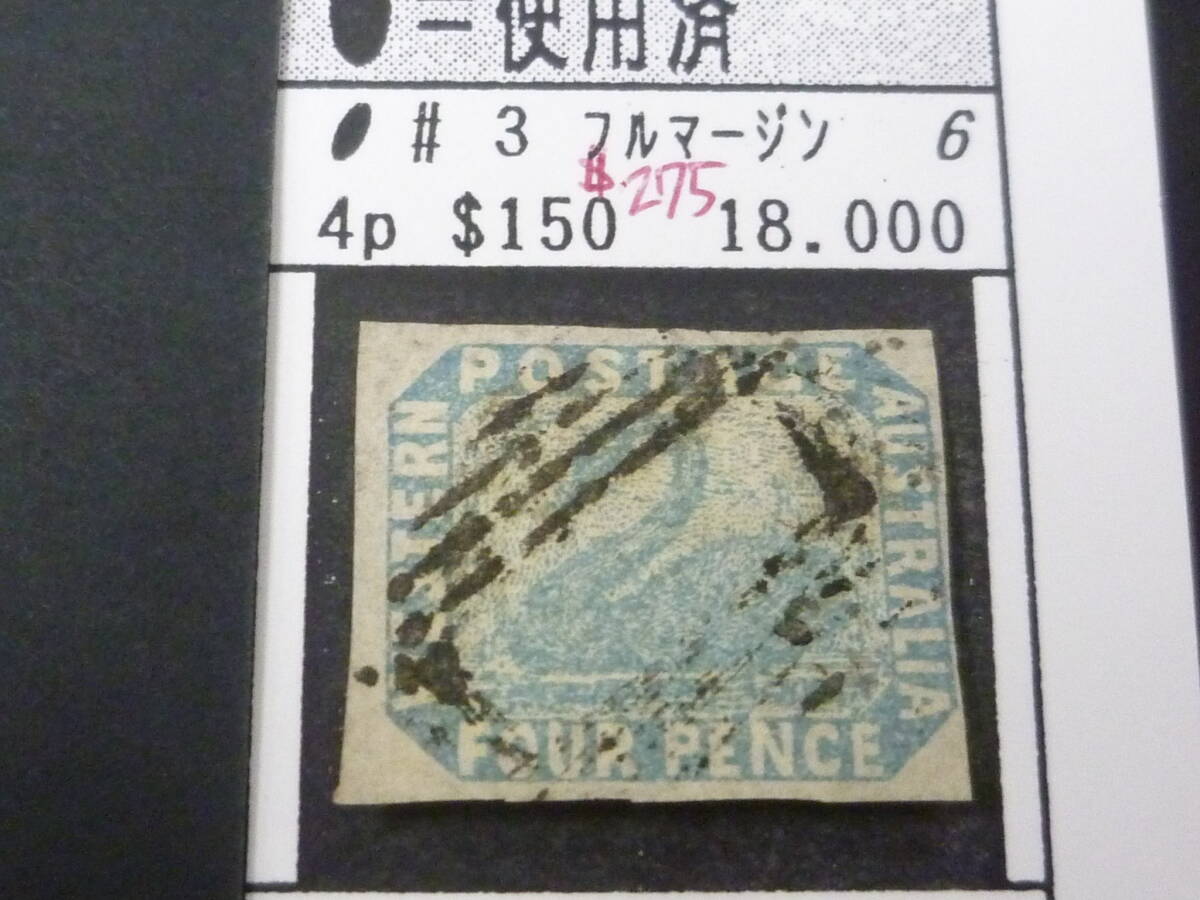 =使用済
# 3 フルマージン 6
$275
4p $150 18.000
POSTAGE
WESTERN
AUSTRALIA
FOUR PENCE